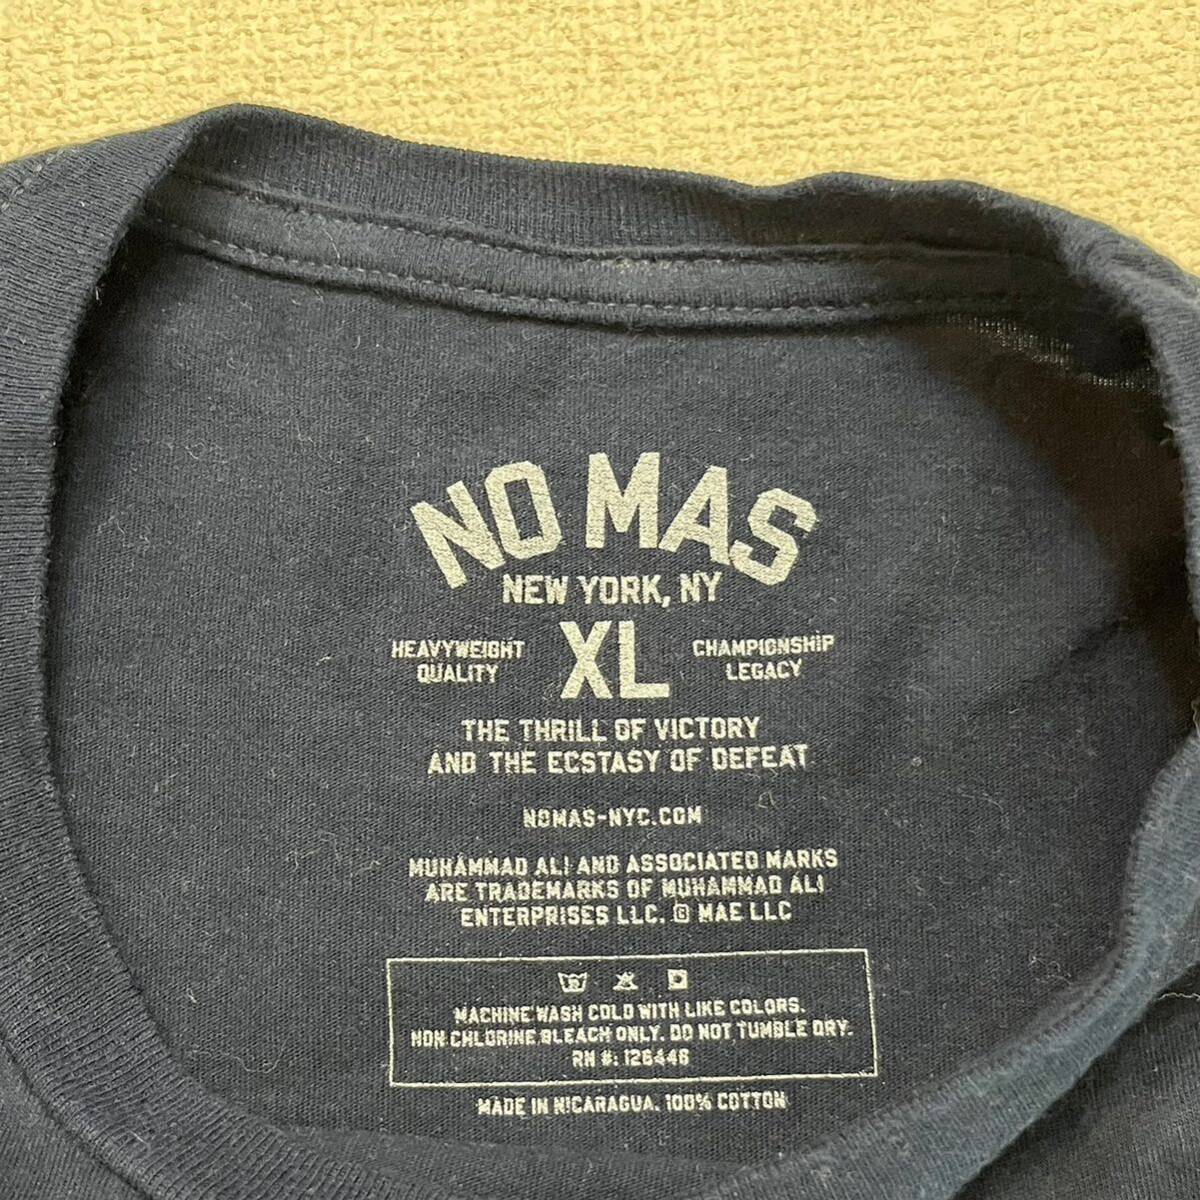 NO MAS
NEW YORK, NY
HEAVYWEIGHT
QUALITY
XL
CHAMPIONSHIP
LEGACY
THE THRILL OF VICTORY
AND THE ECSTASY OF DEFEAT
NOMAS-NYC.COM
MUHAMMAD ALI AND ASSOCIATED MARKS
ARE TRADEMARKS OF MUHAMMAD ALI
ENTERPRISES LLC. © MAE LLC
MACHINE WASH COLD WITH LIKE COLORS.
NON CHLORINE BLEACH ONLY. DO NOT TUMBLE DRY.
RN #: 126446
MADE IN NICARAGUA. 100% COTTON